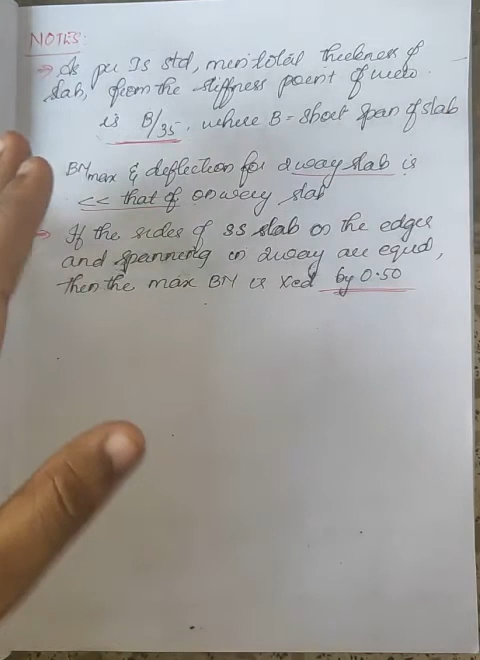 NOTES:
→ As per Is std, min total thickness of
slab, from the stiffness point of view.
is B/35, where B = short span of slab
BMmax & deflection for 2way slab is
<< that of oneway slab
→ If the sides of SS slab on the edges
and spanning in 2way are equal,
then the max BM is xed by 0.50